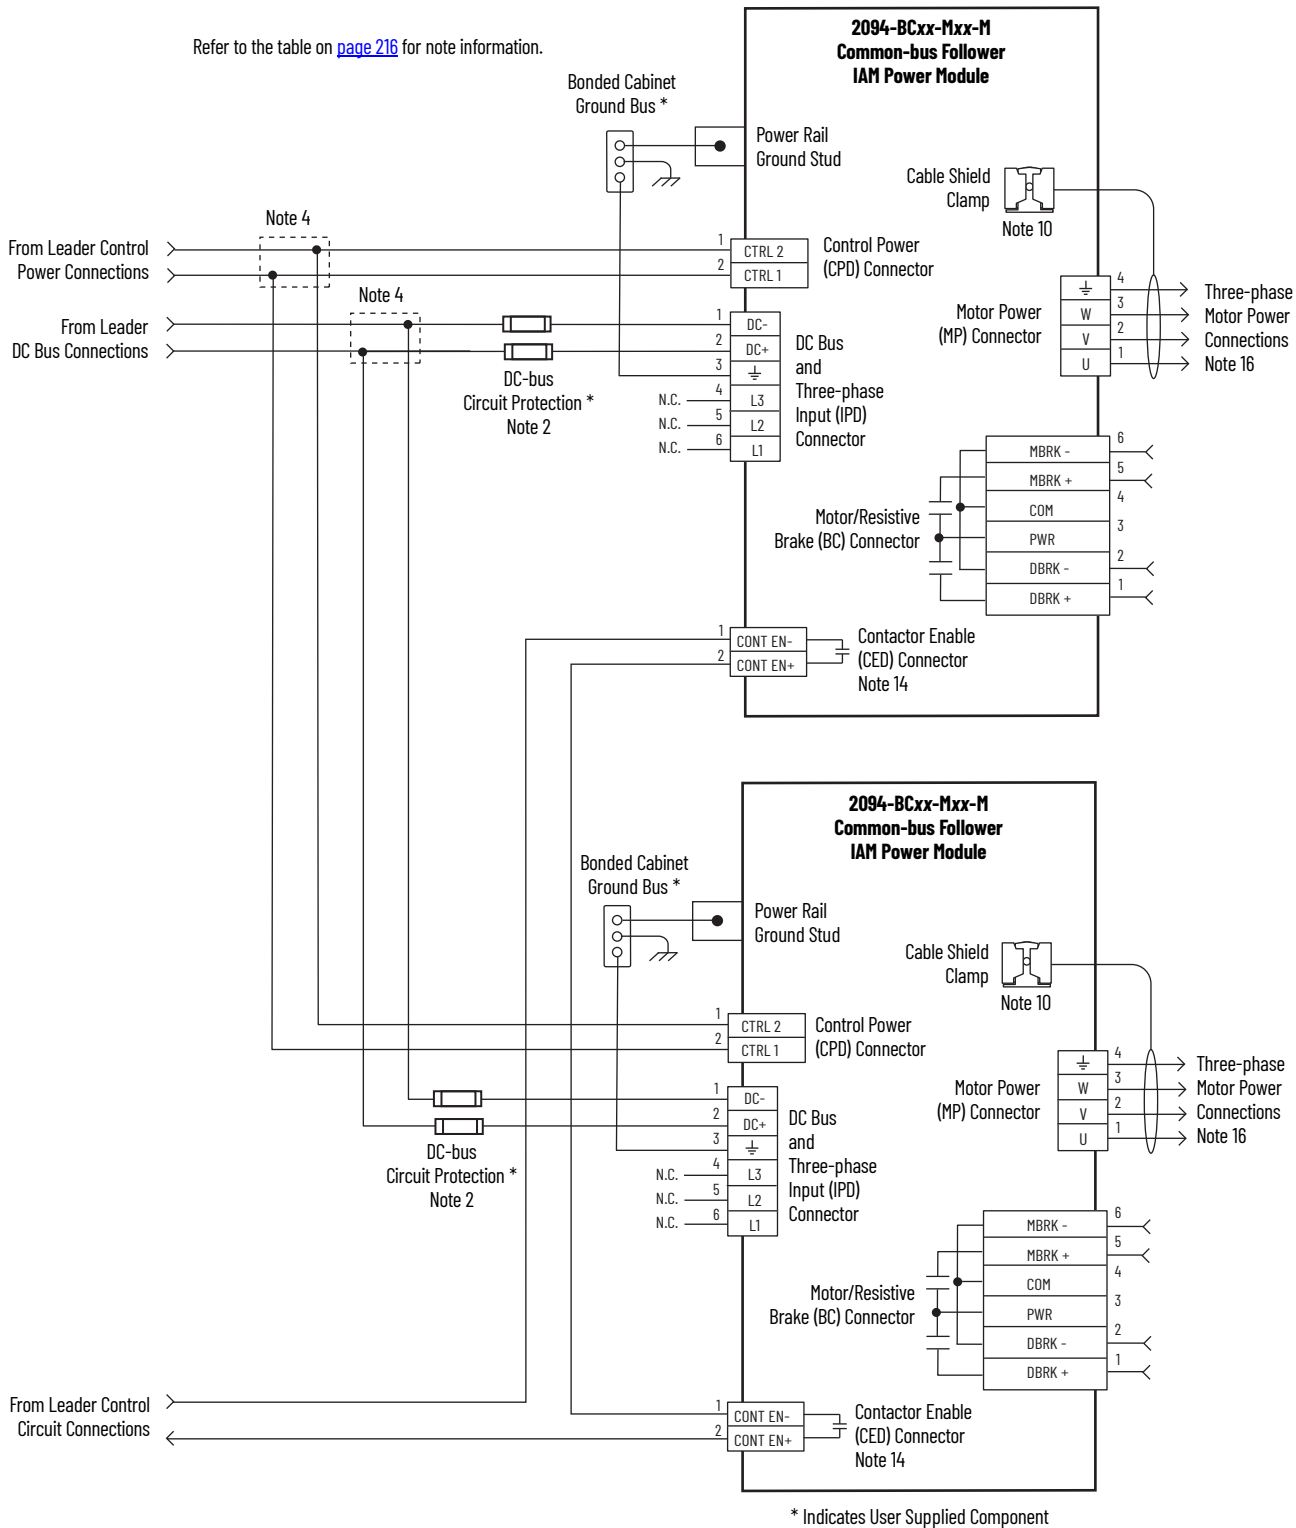 Refer to the table on page 216 for note information.
2094-BCxx-Mxx-M
Common-bus Follower
IAM Power Module
Bonded Cabinet
Ground Bus *
Power Rail
Ground Stud
Cable Shield
Clamp
Note 10
Note 4
From Leader Control
Power Connections
1
2
CTRL 2
CTRL 1
Control Power
(CPD) Connector
Note 4
From Leader
DC Bus Connections
DC-bus
Circuit Protection *
Note 2
1
2
3
4
5
6
N.C.
N.C.
N.C.
DC-
DC+
L3
L2
L1
DC Bus
and
Three-phase
Input (IPD)
Connector
Motor Power
(MP) Connector
W
V
U
4
3
2
1
Three-phase
Motor Power
Connections
Note 16
Motor/Resistive
Brake (BC) Connector
MBRK -
MBRK +
COM
PWR
DBRK -
DBRK +
6
5
4
3
2
1
1
2
CONT EN-
CONT EN+
Contactor Enable
(CED) Connector
Note 14
2094-BCxx-Mxx-M
Common-bus Follower
IAM Power Module
Bonded Cabinet
Ground Bus *
Power Rail
Ground Stud
Cable Shield
Clamp
Note 10
1
2
CTRL 2
CTRL 1
Control Power
(CPD) Connector
DC-bus
Circuit Protection *
Note 2
1
2
3
4
5
6
N.C.
N.C.
N.C.
DC-
DC+
L3
L2
L1
DC Bus
and
Three-phase
Input (IPD)
Connector
Motor Power
(MP) Connector
W
V
U
4
3
2
1
Three-phase
Motor Power
Connections
Note 16
Motor/Resistive
Brake (BC) Connector
MBRK -
MBRK +
COM
PWR
DBRK -
DBRK +
6
5
4
3
2
1
From Leader Control
Circuit Connections
1
2
CONT EN-
CONT EN+
Contactor Enable
(CED) Connector
Note 14
* Indicates User Supplied Component